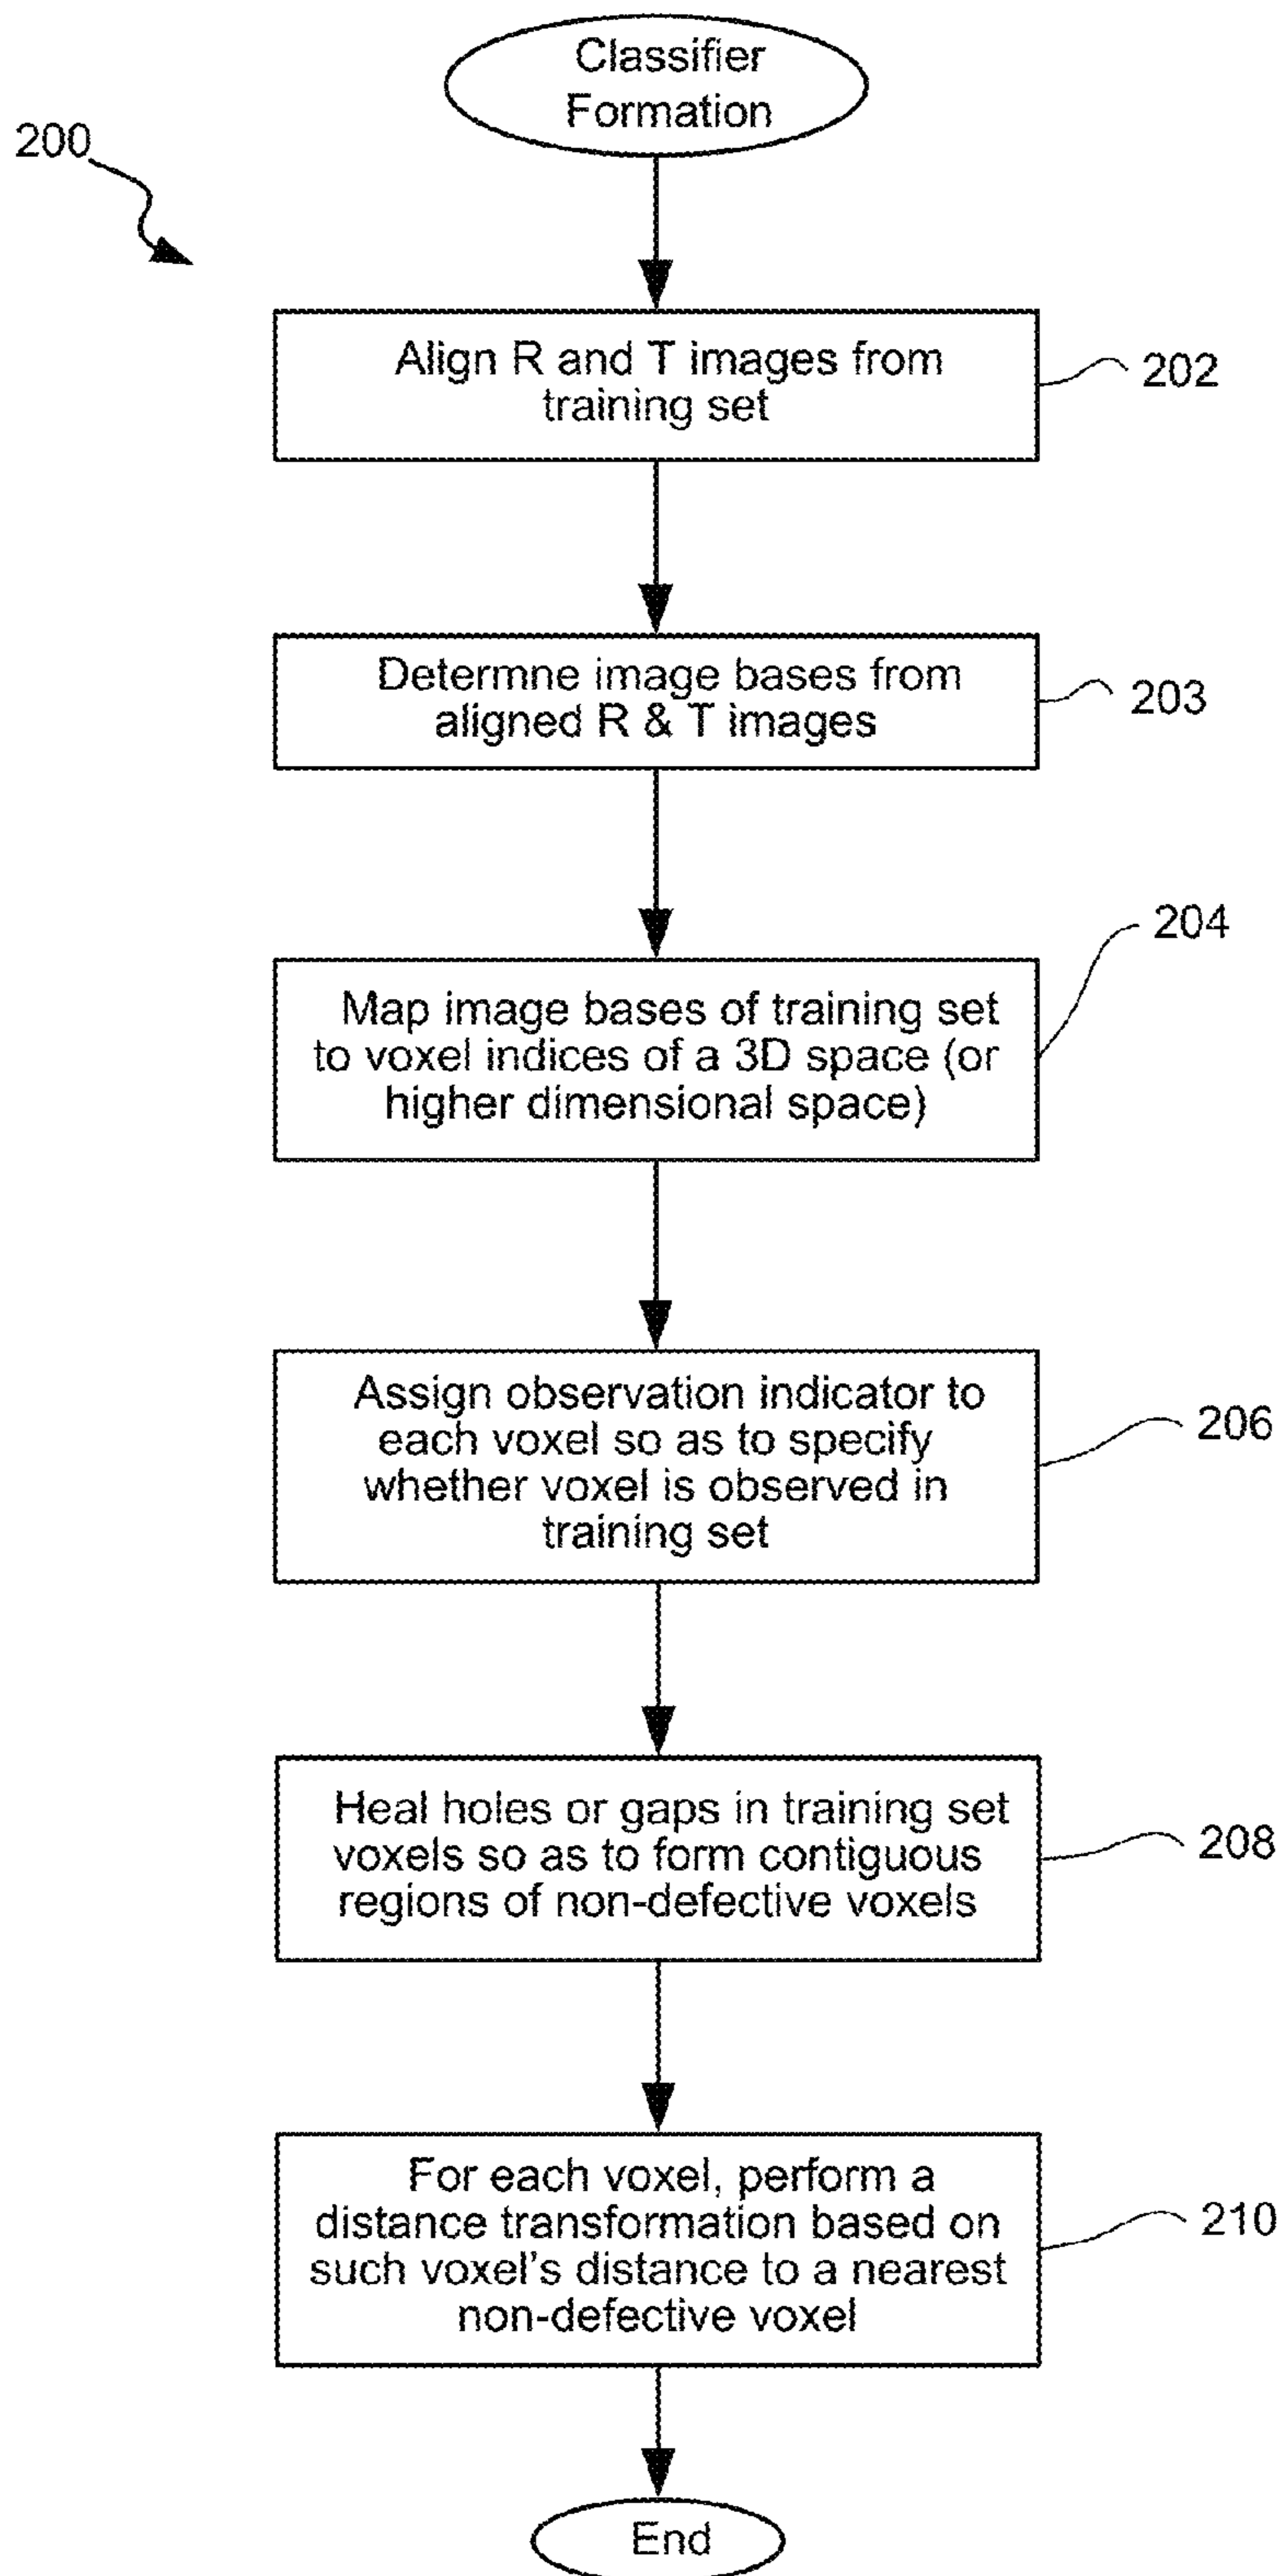 Classifier
Formation
200
Align R and T images from
training set
202
Determne image bases from
aligned R & T images
203
204
Map image bases of training set
to voxel indices of a 3D space (or
higher dimensional space)
Assign observation indicator to
each voxel so as to specify
whether voxel is observed in
training set
206
Heal holes or gaps in training set
voxels so as to form contiguous
regions of non-defective voxels
208
For each voxel, perform a
distance transformation based on
such voxel's distance to a nearest
non-defective voxel
210
End